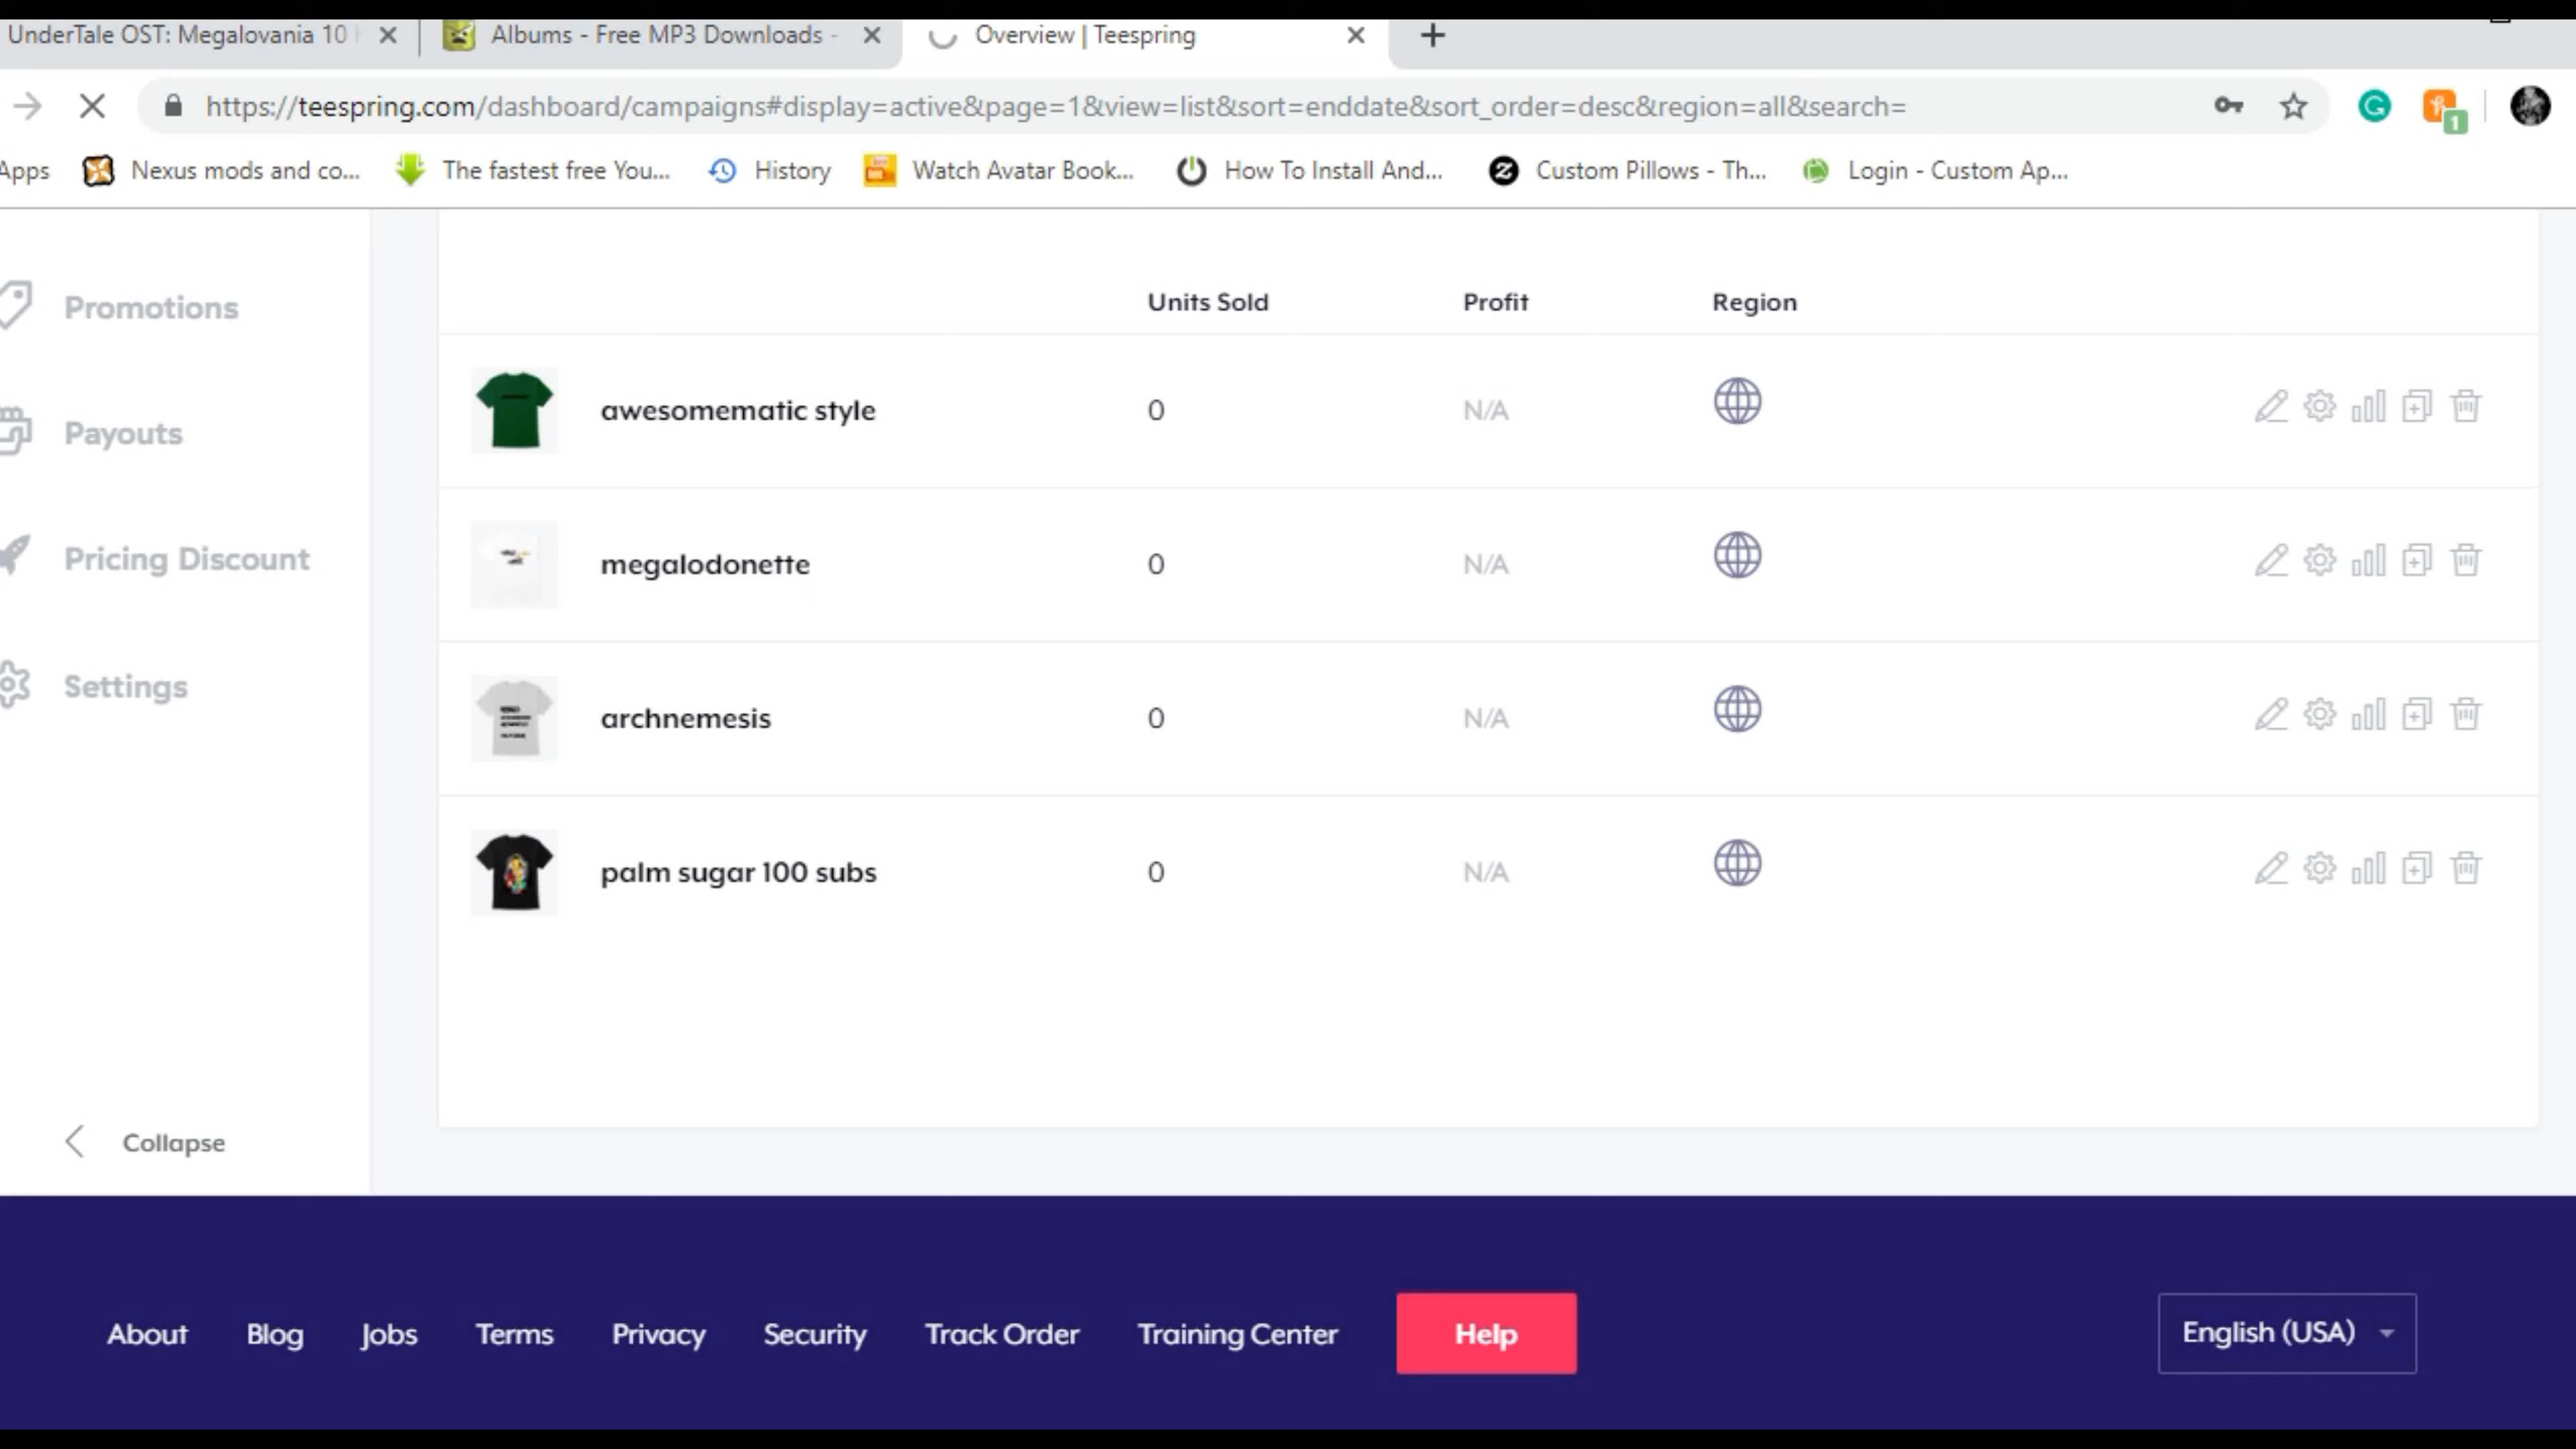 UnderTale OST: Megalovania 10
Albums - Free MP3 Downloads -
Overview | Teespring
https://teespring.com/dashboard/campaigns#display=active&page=1&view=list&sort=enddate&sort_order=desc&region=all&search=
1
Apps
Nexus mods and co...
The fastest free You...
History
Watch Avatar Book...
How To Install And...
Custom Pillows - Th...
Login - Custom Ap...
Promotions
Payouts
Pricing Discount
Settings
Collapse
Units Sold Profit Region
awesomematic style 0 N/A
megalodonette 0 N/A
archnemesis 0 N/A
palm sugar 100 subs 0 N/A
About Blog Jobs Terms Privacy Security Track Order Training Center Help English (USA)